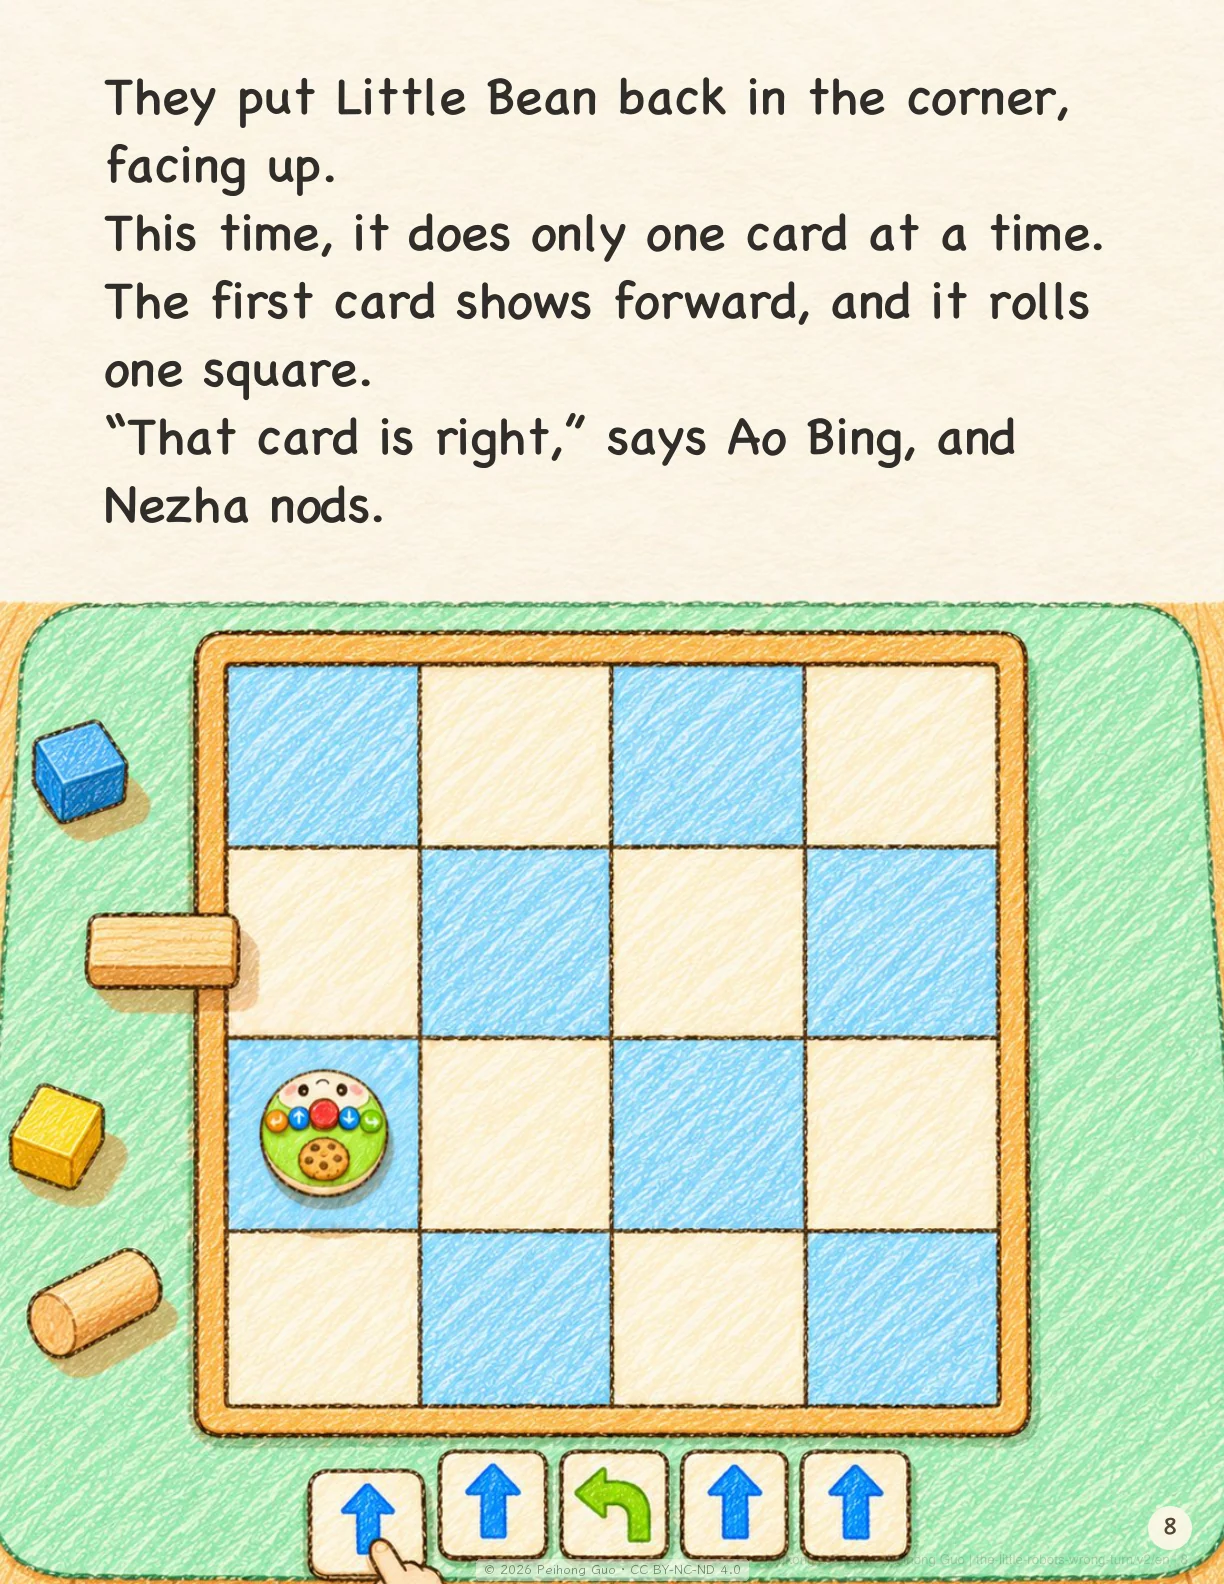 They put Little Bean back in the corner,
facing up.
This time, it does only one card at a time.
The first card shows forward, and it rolls
one square.
“That card is right,” says Ao Bing, and
Nezha nods.
8
© 2026 Peihong Guo • CC BY-NC-ND 4.0